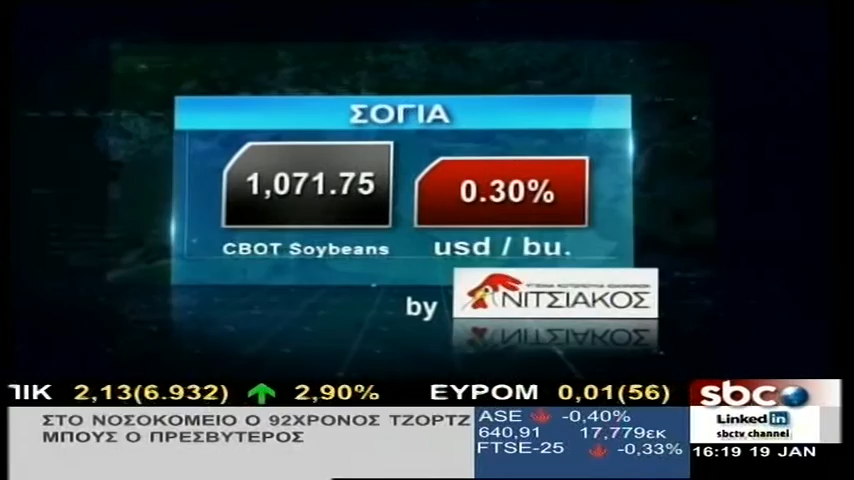 ΣΟΓΙΑ
1,071.75
0.30%
CBOT Soybeans
usd / bu.
by
ΝΙΤΣΙΑΚΟΣ
ΠΙΚ 2,13(6.932) 2,90% ΕΥΡΟΜ 0,01(56)
sbc
ΣΤΟ ΝΟΣΟΚΟΜΕΙΟ Ο 92ΧΡΟΝΟΣ ΤΖΟΡΤΖ
ΜΠΟΥΣ Ο ΠΡΕΣΒΥΤΕΡΟΣ
ASE -0,40%
640,91 17,779εκ
FTSE-25 -0,33%
Linked in
sbctv channel
16:19 19 JAN